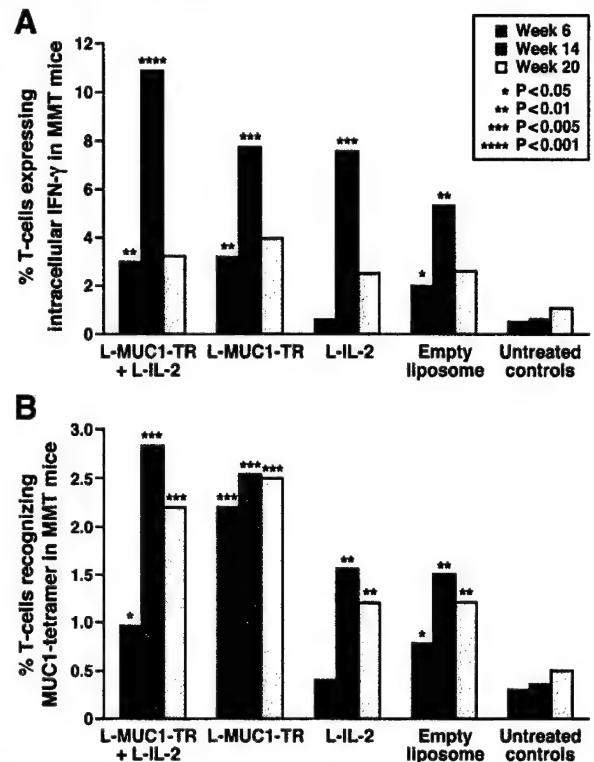 A
% T-cells expressing
intracellular IFN-γ in MMT mice
12
10
8
6
4
2
0
**
****
**
***
***
*
**
Week 6
Week 14
Week 20
* P<0.05
** P<0.01
*** P<0.005
**** P<0.001
L-MUC1-TR
+ L-IL-2
L-MUC1-TR
L-IL-2
Empty
liposome
Untreated
controls
B
% T-cells recognizing
MUC1-tetramer in MMT mice
3.0
2.5
2.0
1.5
1.0
0.5
0
*
***
***
***
***
***
**
**
*
**
**
L-MUC1-TR
+ L-IL-2
L-MUC1-TR
L-IL-2
Empty
liposome
Untreated
controls